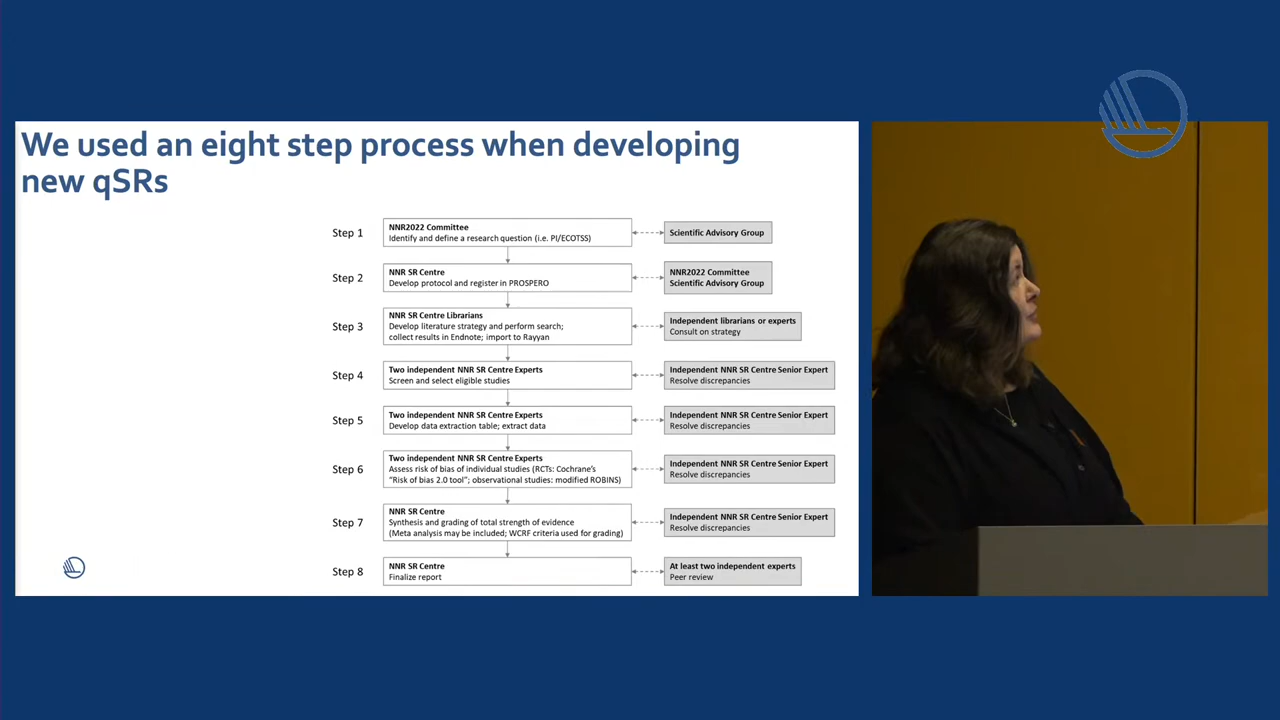 We used an eight step process when developing
new qSRs
Step 1
NNR2022 Committee
Identify and define a research question (i.e. PI/ECOTSS)
Scientific Advisory Group
Step 2
NNR SR Centre
Develop protocol and register in PROSPERO
NNR2022 Committee
Scientific Advisory Group
Step 3
NNR SR Centre Librarians
Develop literature strategy and perform search;
collect results in Endnote; import to Rayyan
Independent librarians or experts
Consult on strategy
Step 4
Two independent NNR SR Centre Experts
Screen and select eligible studies
Independent NNR SR Centre Senior Expert
Resolve discrepancies
Step 5
Two independent NNR SR Centre Experts
Develop data extraction table; extract data
Independent NNR SR Centre Senior Expert
Resolve discrepancies
Step 6
Two independent NNR SR Centre Experts
Assess risk of bias of individual studies (RCTs: Cochrane's
"Risk of bias 2.0 tool"; observational studies: modified ROBINS)
Independent NNR SR Centre Senior Expert
Resolve discrepancies
Step 7
NNR SR Centre
Synthesis and grading of total strength of evidence
(Meta analysis may be included; WCRF criteria used for grading)
Independent NNR SR Centre Senior Expert
Resolve discrepancies
Step 8
NNR SR Centre
Finalize report
At least two independent experts
Peer review